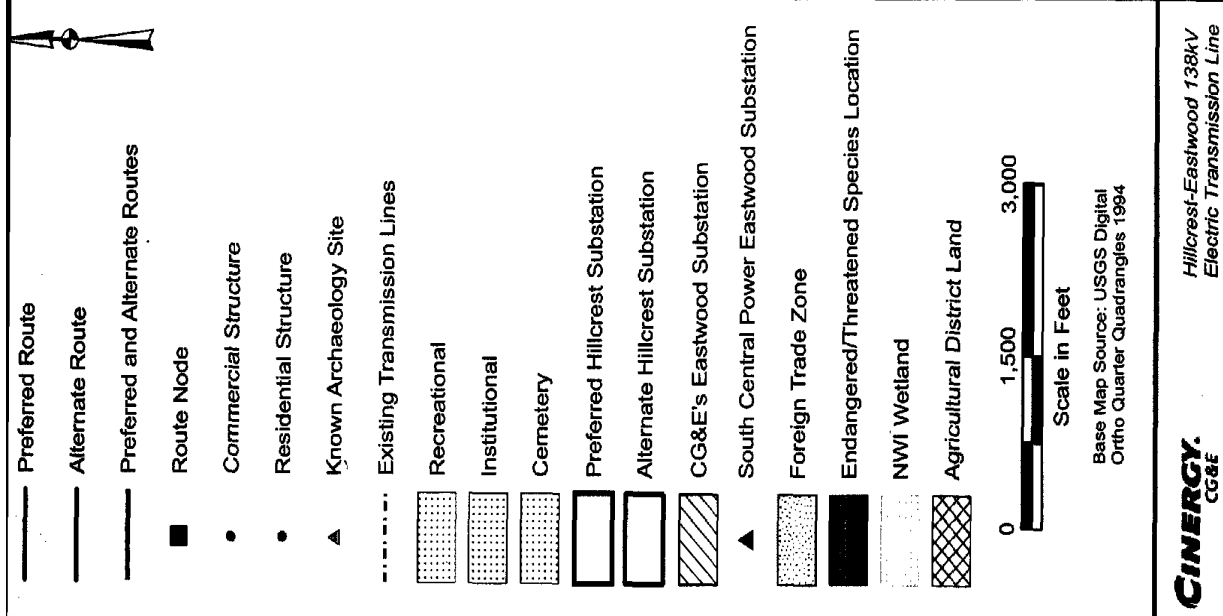 Preferred Route
Alternate Route
Preferred and Alternate Routes
Route Node
Commercial Structure
Residential Structure
Known Archaeology Site
Existing Transmission Lines
Recreational
Institutional
Cemetery
Preferred Hillcrest Substation
Alternate Hillcrest Substation
CG&E's Eastwood Substation
South Central Power Eastwood Substation
Foreign Trade Zone
Endangered/Threatened Species Location
NWI Wetland
Agricultural District Land
0 1,500 3,000
Scale in Feet
Base Map Source: USGS Digital
Ortho Quarter Quadrangles 1994
CINERGY.
CG&E
Hillcrest-Eastwood 138kV
Electric Transmission Line